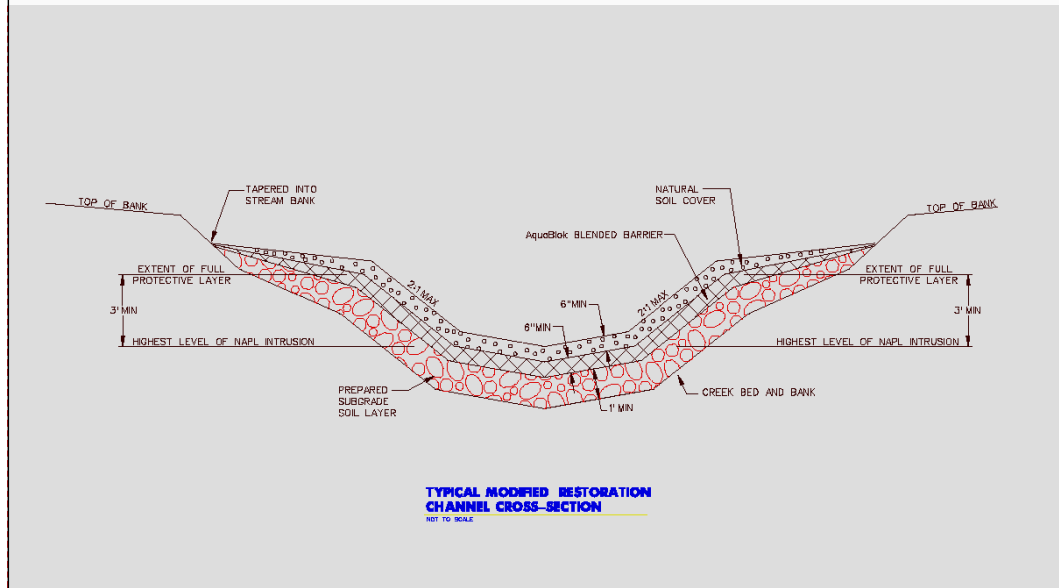 TOP OF BANK
TAPERED INTO
STREAM BANK
NATURAL
SOIL COVER
TOP OF BANK
AquaBlok BLENDED BARRIER
EXTENT OF FULL
PROTECTIVE LAYER
EXTENT OF FULL
PROTECTIVE LAYER
2:1 MAX
2:1 MAX
3' MIN
3' MIN
6"MIN
6"MIN
HIGHEST LEVEL OF NAPL INTRUSION
HIGHEST LEVEL OF NAPL INTRUSION
PREPARED
SUBGRADE
SOIL LAYER
CREEK BED AND BANK
1' MIN
TYPICAL MODIFIED RESTORATION
CHANNEL CROSS-SECTION
NOT TO SCALE